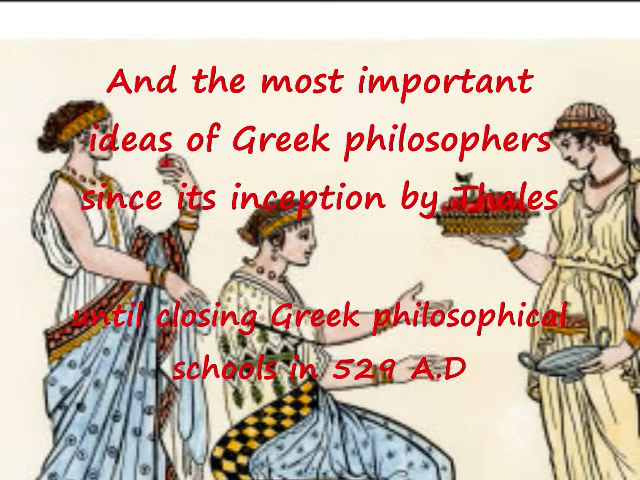 And the most important
ideas of Greek philosophers
since its inception by Thales
until closing Greek philosophical
schools in 529 A.D